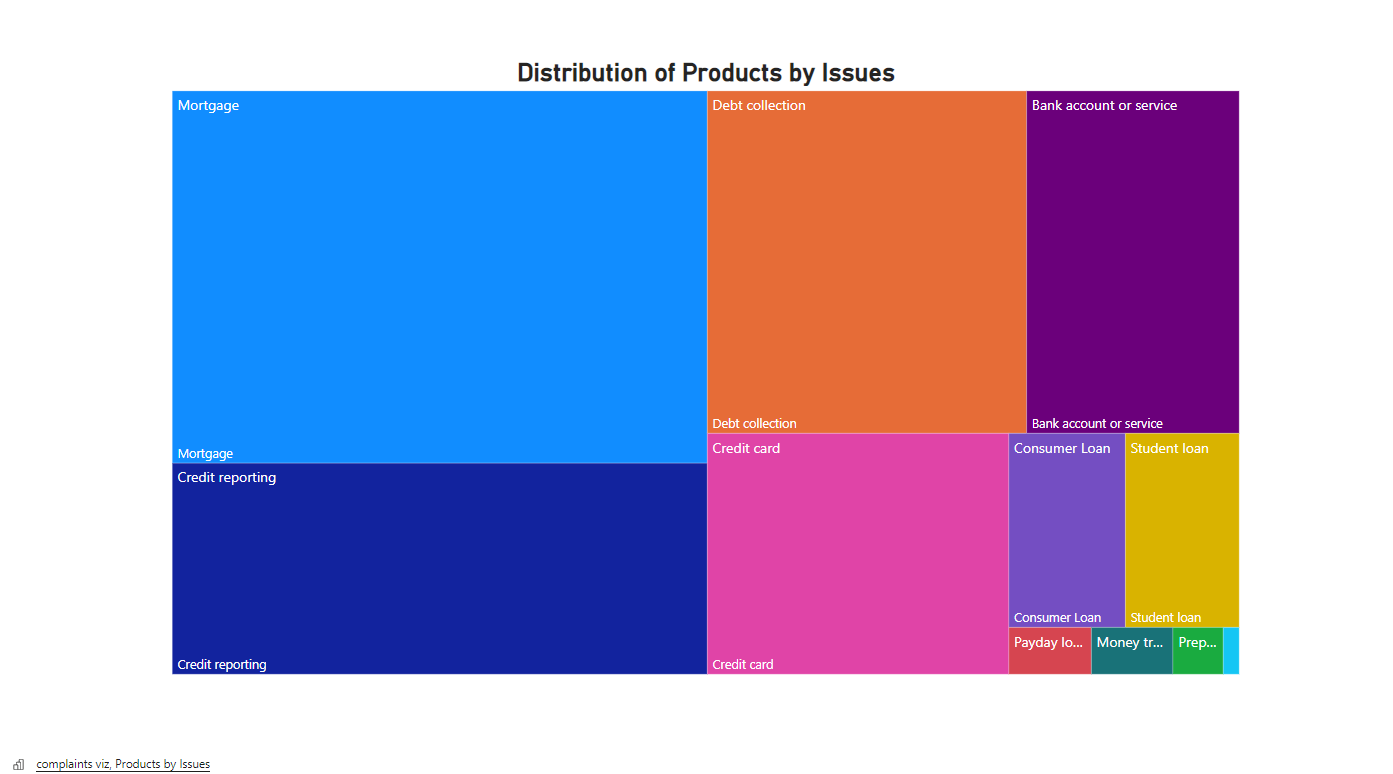 Distribution of Products by Issues
Mortgage
Mortgage
Credit reporting
Credit reporting
Debt collection
Debt collection
Bank account or service
Bank account or service
Credit card
Credit card
Consumer Loan
Consumer Loan
Student loan
Student loan
Payday lo...
Money tr...
Prep...
complaints viz, Products by Issues